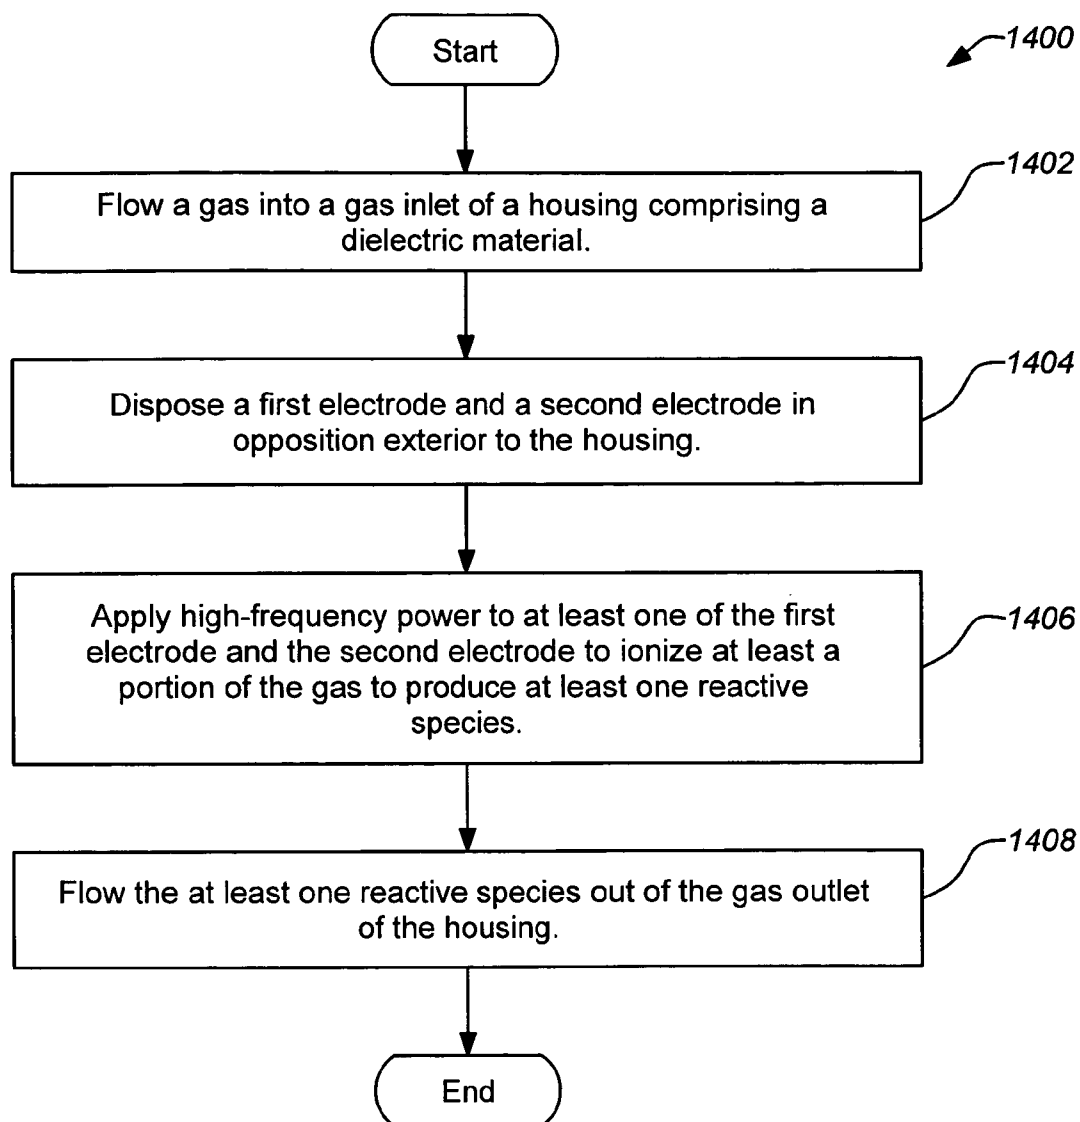 Start
1400
1402
Flow a gas into a gas inlet of a housing comprising a
dielectric material.
1404
Dispose a first electrode and a second electrode in
opposition exterior to the housing.
1406
Apply high-frequency power to at least one of the first
electrode and the second electrode to ionize at least a
portion of the gas to produce at least one reactive
species.
1408
Flow the at least one reactive species out of the gas outlet
of the housing.
End